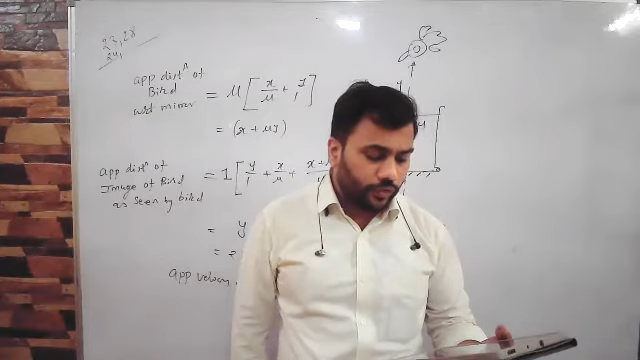 23, 28
24,
app distⁿ of
Bird
wrt mirror = μ [ x/μ + y/1 ]
= (x + μy)
app distⁿ of
Image of Bird
as seen by bird = 1 [ y/1 + x/μ +
= y
=
app